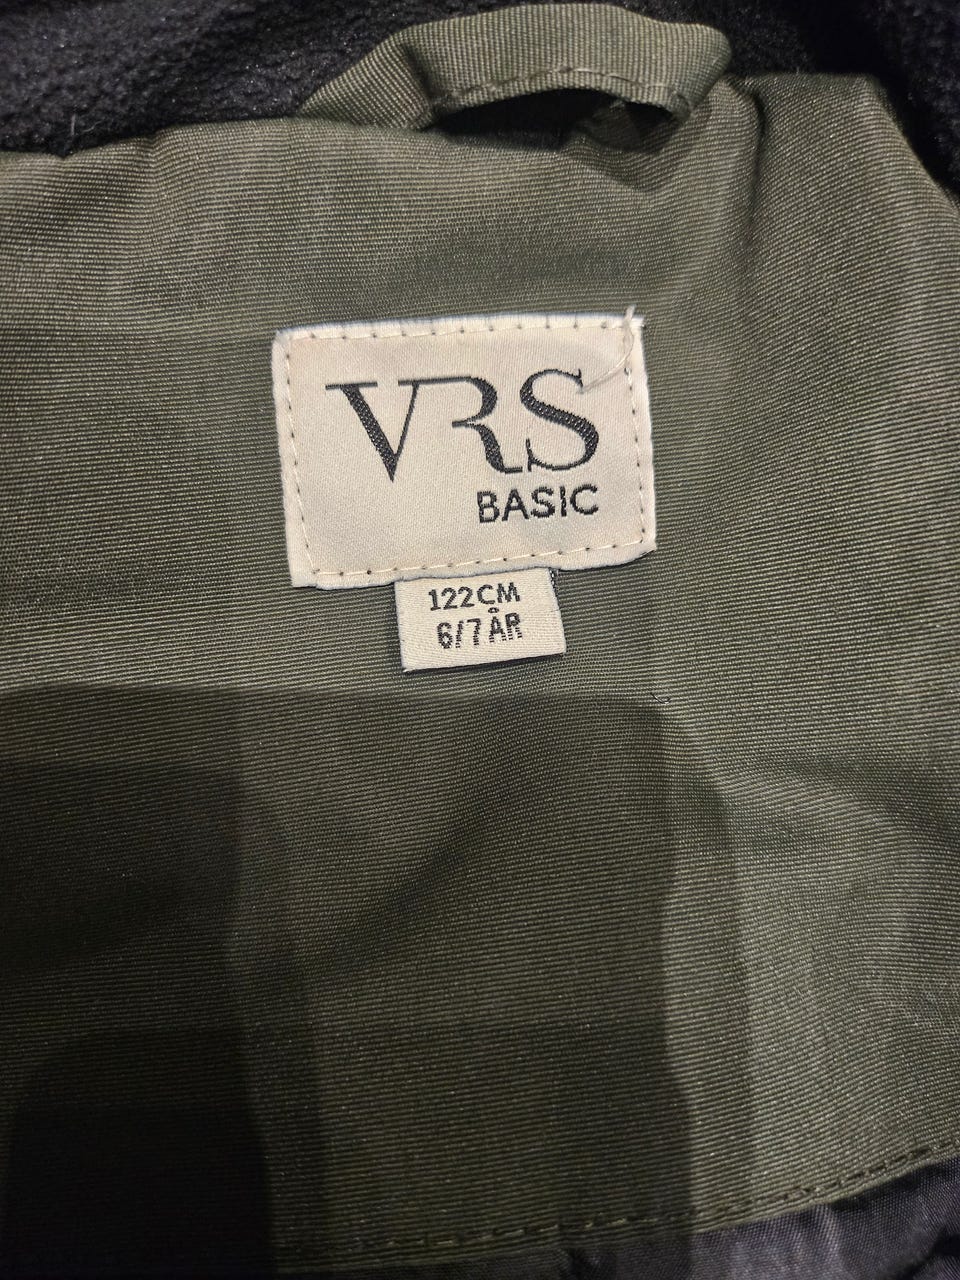 VRS
BASIC
122CM
6/7 ÅR